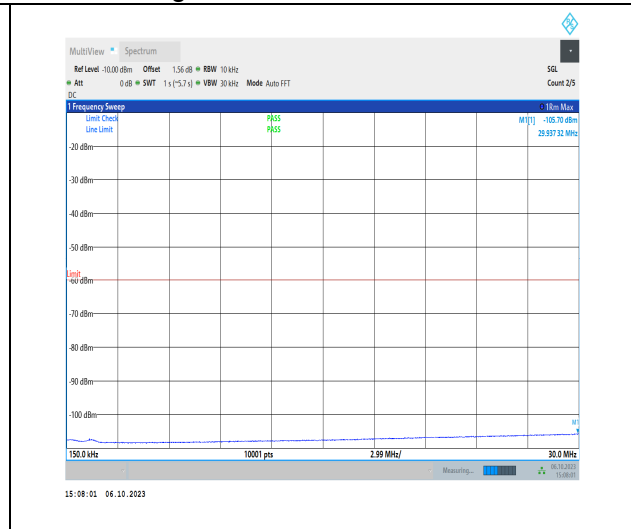 MultiView Spectrum
Ref Level -10.00 dBm Offset 1.56 dB RBW 10 kHz SGL
Att 0 dB SWT 1 s (~5.7 s) VBW 30 kHz Mode Auto FFT Count 2/5
DC
1 Frequency Sweep 1Rm Max
Limit Check PASS M1[1] -105.70 dBm
Line Limit PASS 29.937 32 MHz
-20 dBm
-30 dBm
-40 dBm
-50 dBm
Limit
-60 dBm
-70 dBm
-80 dBm
-90 dBm
-100 dBm
M1
150.0 kHz 10001 pts 2.99 MHz/ 30.0 MHz
Measuring... 06.10.2023
15:08:01
15:08:01 06.10.2023